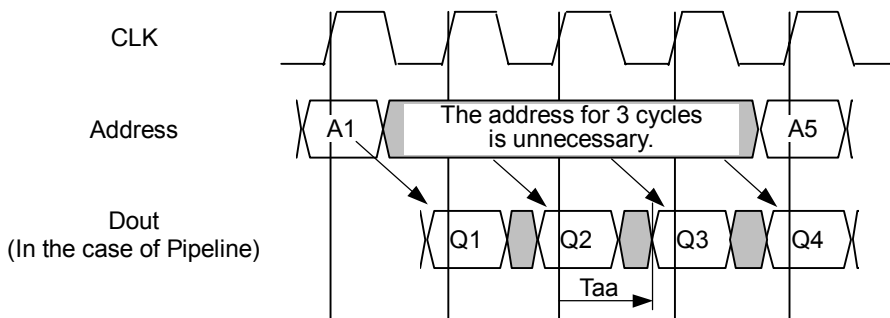 CLK
Address
A1
The address for 3 cycles
is unnecessary.
A5
Dout
(In the case of Pipeline)
Q1
Q2
Q3
Q4
Taa